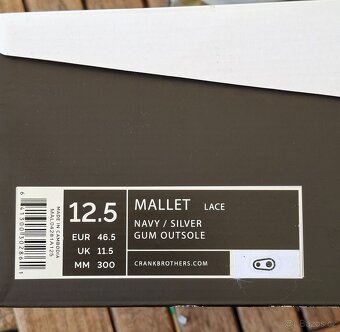 12.5
EUR 46.5
UK 11.5
MM 300
MALLET LACE
NAVY / SILVER
GUM OUTSOLE
CRANKBROTHERS.COM
MADE IN CAMBODIA
MAL04281A125